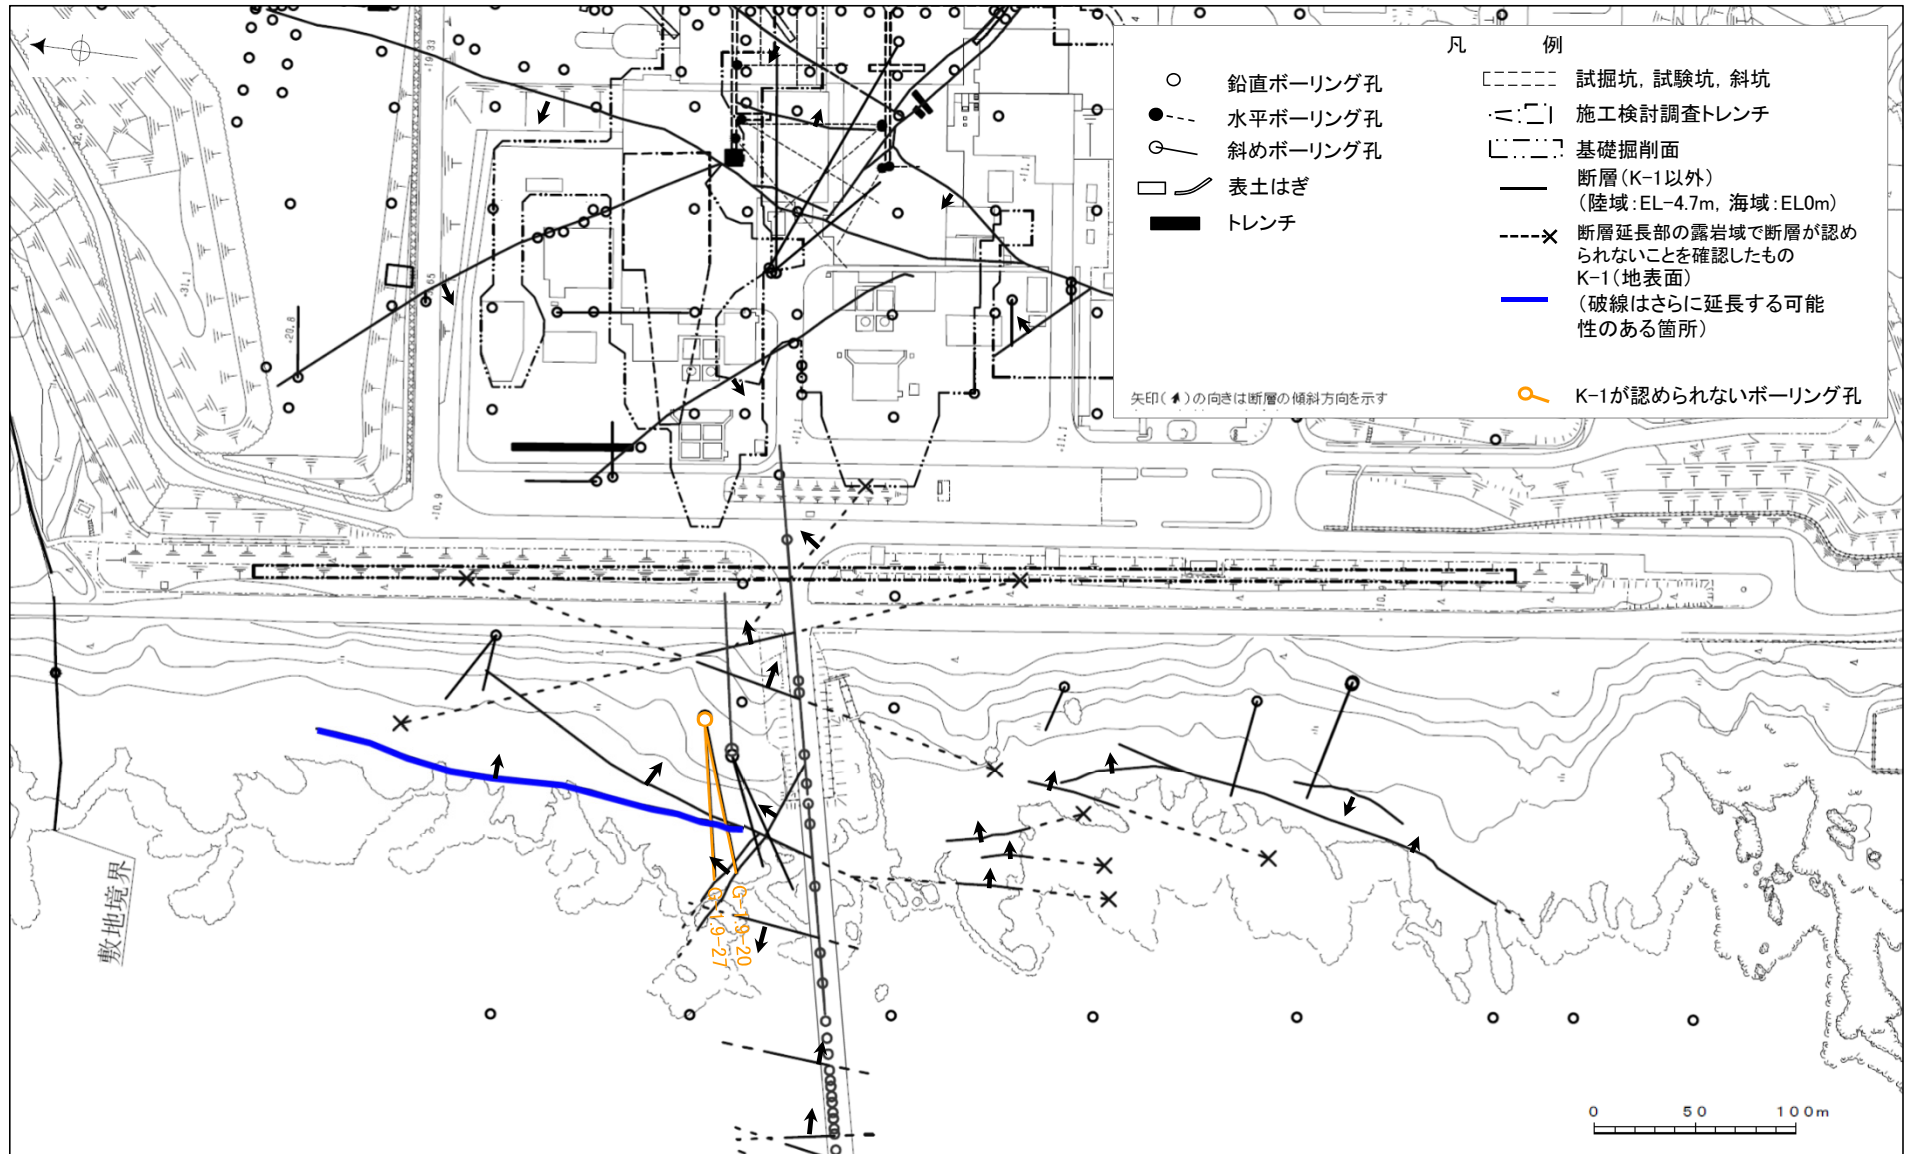 凡 例
鉛直ボーリング孔
水平ボーリング孔
斜めボーリング孔
表土はぎ
トレンチ
試掘坑，試験坑，斜坑
施工検討調査トレンチ
基礎掘削面
断層（K-1以外）
（陸域：EL-4.7m，海域：EL0m）
断層延長部の露岩域で断層が認め
られないことを確認したもの
K-1（地表面）
（破線はさらに延長する可能
性のある箇所）
K-1が認められないボーリング孔
矢印（ ）の向きは断層の傾斜方向を示す
敷地境界
G-1.9-27
G-1.9-20
0 50 100m